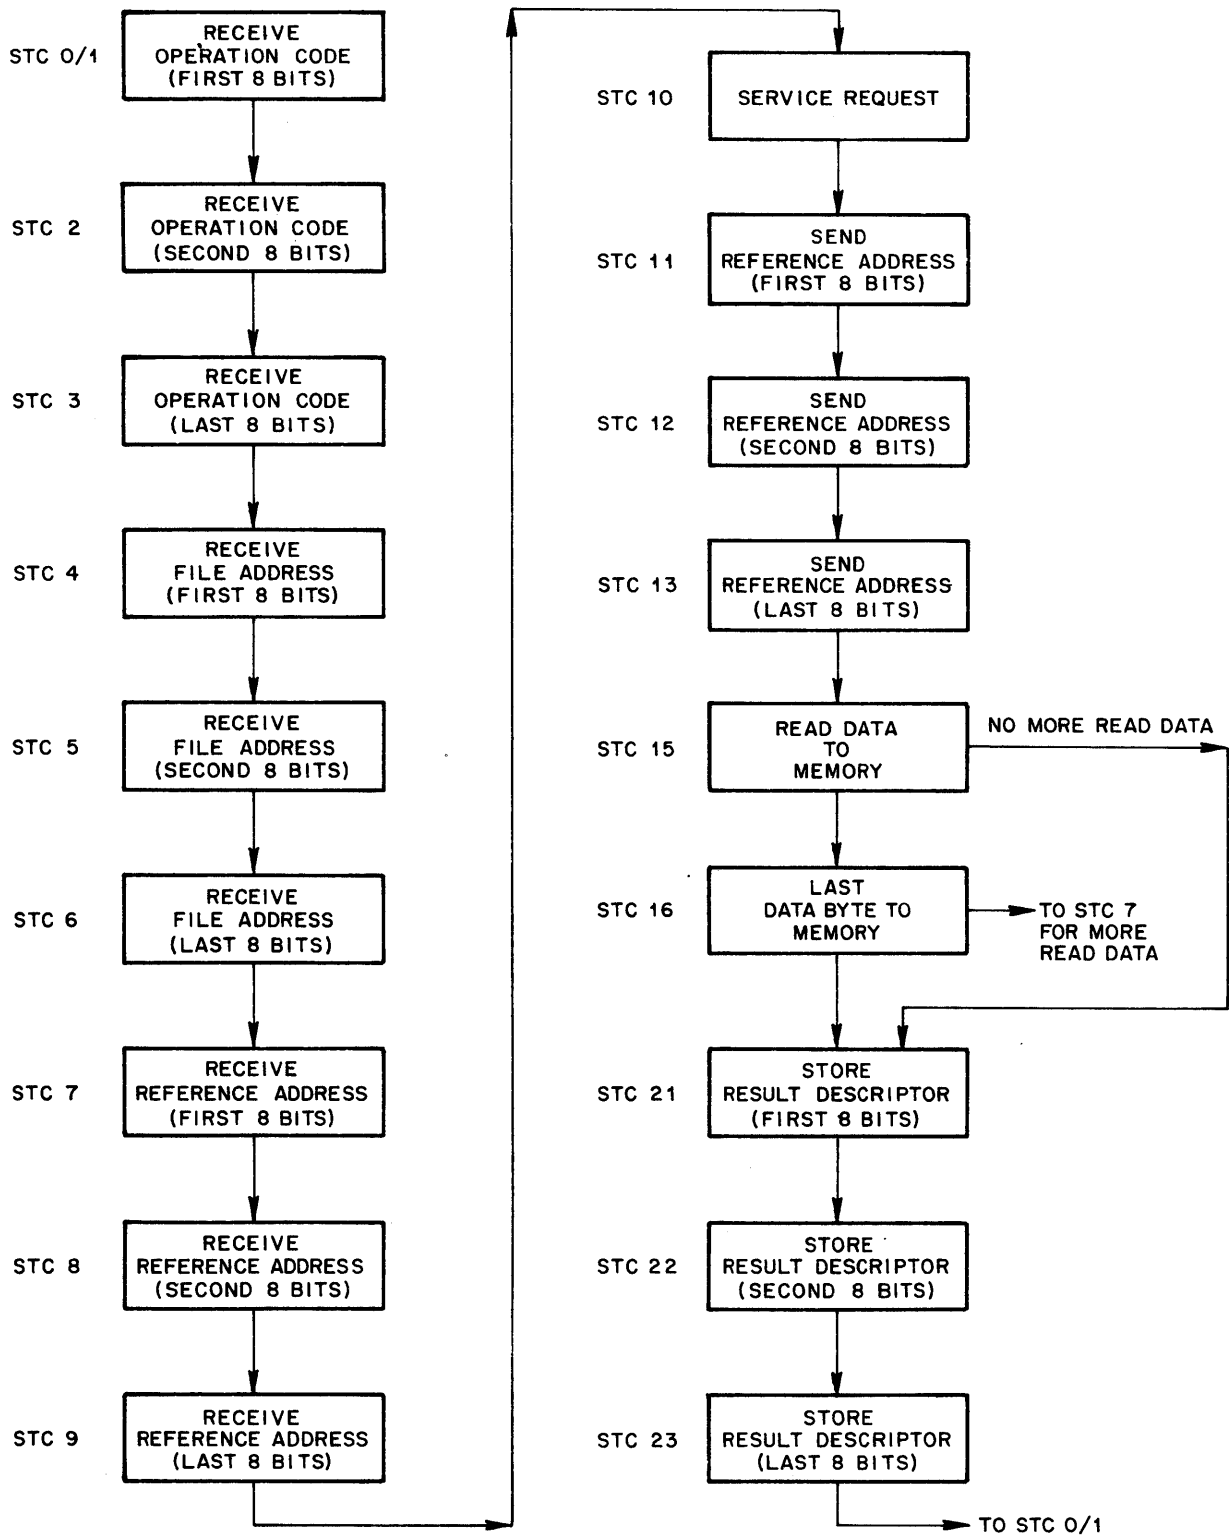 STC 0/1
RECEIVE
OPERATION CODE
(FIRST 8 BITS)
STC 2
RECEIVE
OPERATION CODE
(SECOND 8 BITS)
STC 3
RECEIVE
OPERATION CODE
(LAST 8 BITS)
STC 4
RECEIVE
FILE ADDRESS
(FIRST 8 BITS)
STC 5
RECEIVE
FILE ADDRESS
(SECOND 8 BITS)
STC 6
RECEIVE
FILE ADDRESS
(LAST 8 BITS)
STC 7
RECEIVE
REFERENCE ADDRESS
(FIRST 8 BITS)
STC 8
RECEIVE
REFERENCE ADDRESS
(SECOND 8 BITS)
STC 9
RECEIVE
REFERENCE ADDRESS
(LAST 8 BITS)
STC 10
SERVICE REQUEST
STC 11
SEND
REFERENCE ADDRESS
(FIRST 8 BITS)
STC 12
SEND
REFERENCE ADDRESS
(SECOND 8 BITS)
STC 13
SEND
REFERENCE ADDRESS
(LAST 8 BITS)
STC 15
READ DATA
TO
MEMORY
NO MORE READ DATA
STC 16
LAST
DATA BYTE TO
MEMORY
TO STC 7
FOR MORE
READ DATA
STC 21
STORE
RESULT DESCRIPTOR
(FIRST 8 BITS)
STC 22
STORE
RESULT DESCRIPTOR
(SECOND 8 BITS)
STC 23
STORE
RESULT DESCRIPTOR
(LAST 8 BITS)
TO STC 0/1